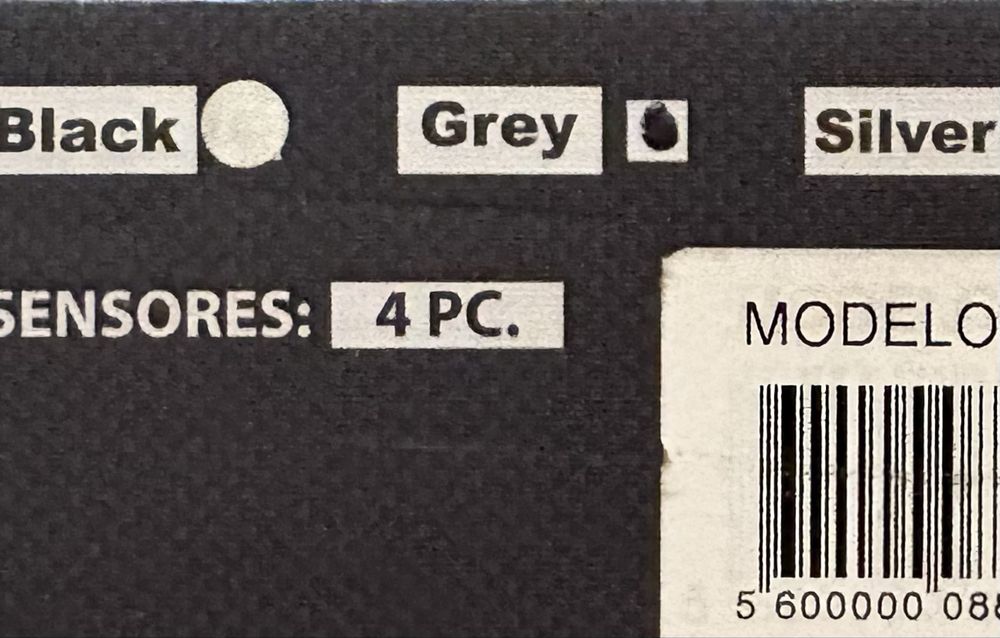 Black Grey Silver
SENSORES: 4 PC.
MODELO
5 600000 08